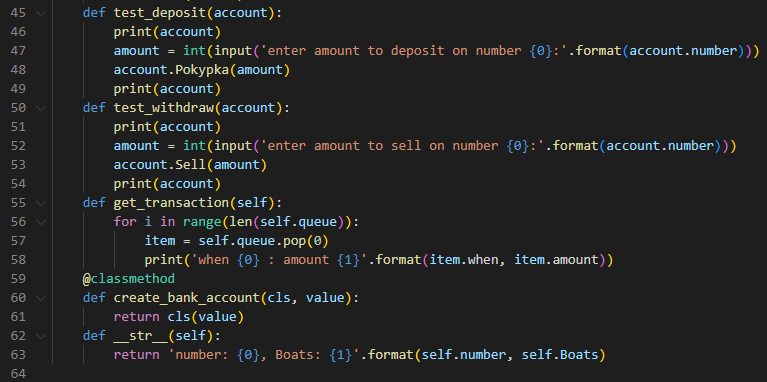 45 def test_deposit(account):
46 print(account)
47 amount = int(input('enter amount to deposit on number {0}:'.format(account.number)))
48 account.Pokypka(amount)
49 print(account)
50 def test_withdraw(account):
51 print(account)
52 amount = int(input('enter amount to sell on number {0}:'.format(account.number)))
53 account.Sell(amount)
54 print(account)
55 def get_transaction(self):
56 for i in range(len(self.queue)):
57 item = self.queue.pop(0)
58 print('when {0} : amount {1}'.format(item.when, item.amount))
59 @classmethod
60 def create_bank_account(cls, value):
61 return cls(value)
62 def __str__(self):
63 return 'number: {0}, Boats: {1}'.format(self.number, self.Boats)
64